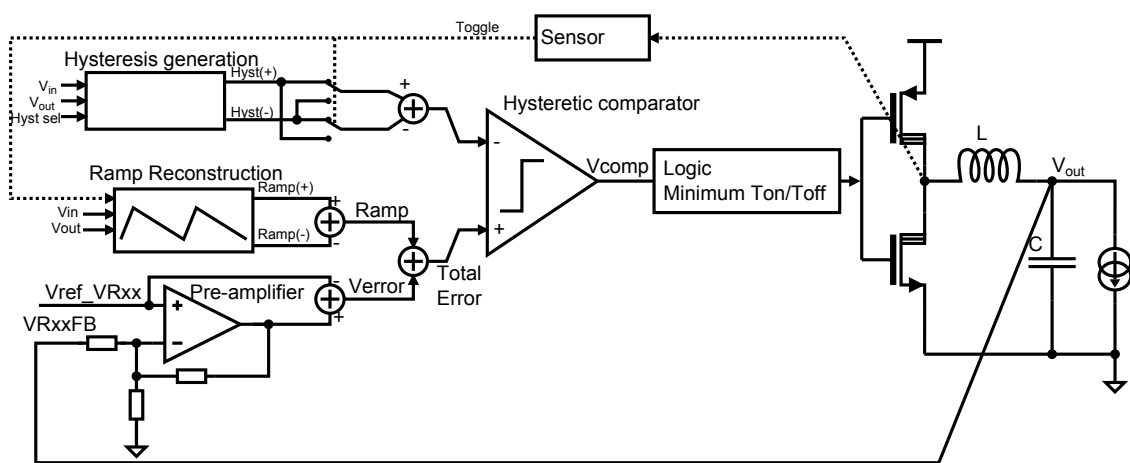 Toggle
Sensor
Hysteresis generation
Vin
Vout
Hyst sel
Hyst(+)
Hyst(-)
+
-
Hysteretic comparator
-
+
Vcomp
Logic
Minimum Ton/Toff
L
Vout
C
Ramp Reconstruction
Vin
Vout
Ramp(+)
Ramp(-)
+
-
Ramp
Total
Error
Verror
Vref_VRxx
Pre-amplifier
-
+
+
−
VRxxFB